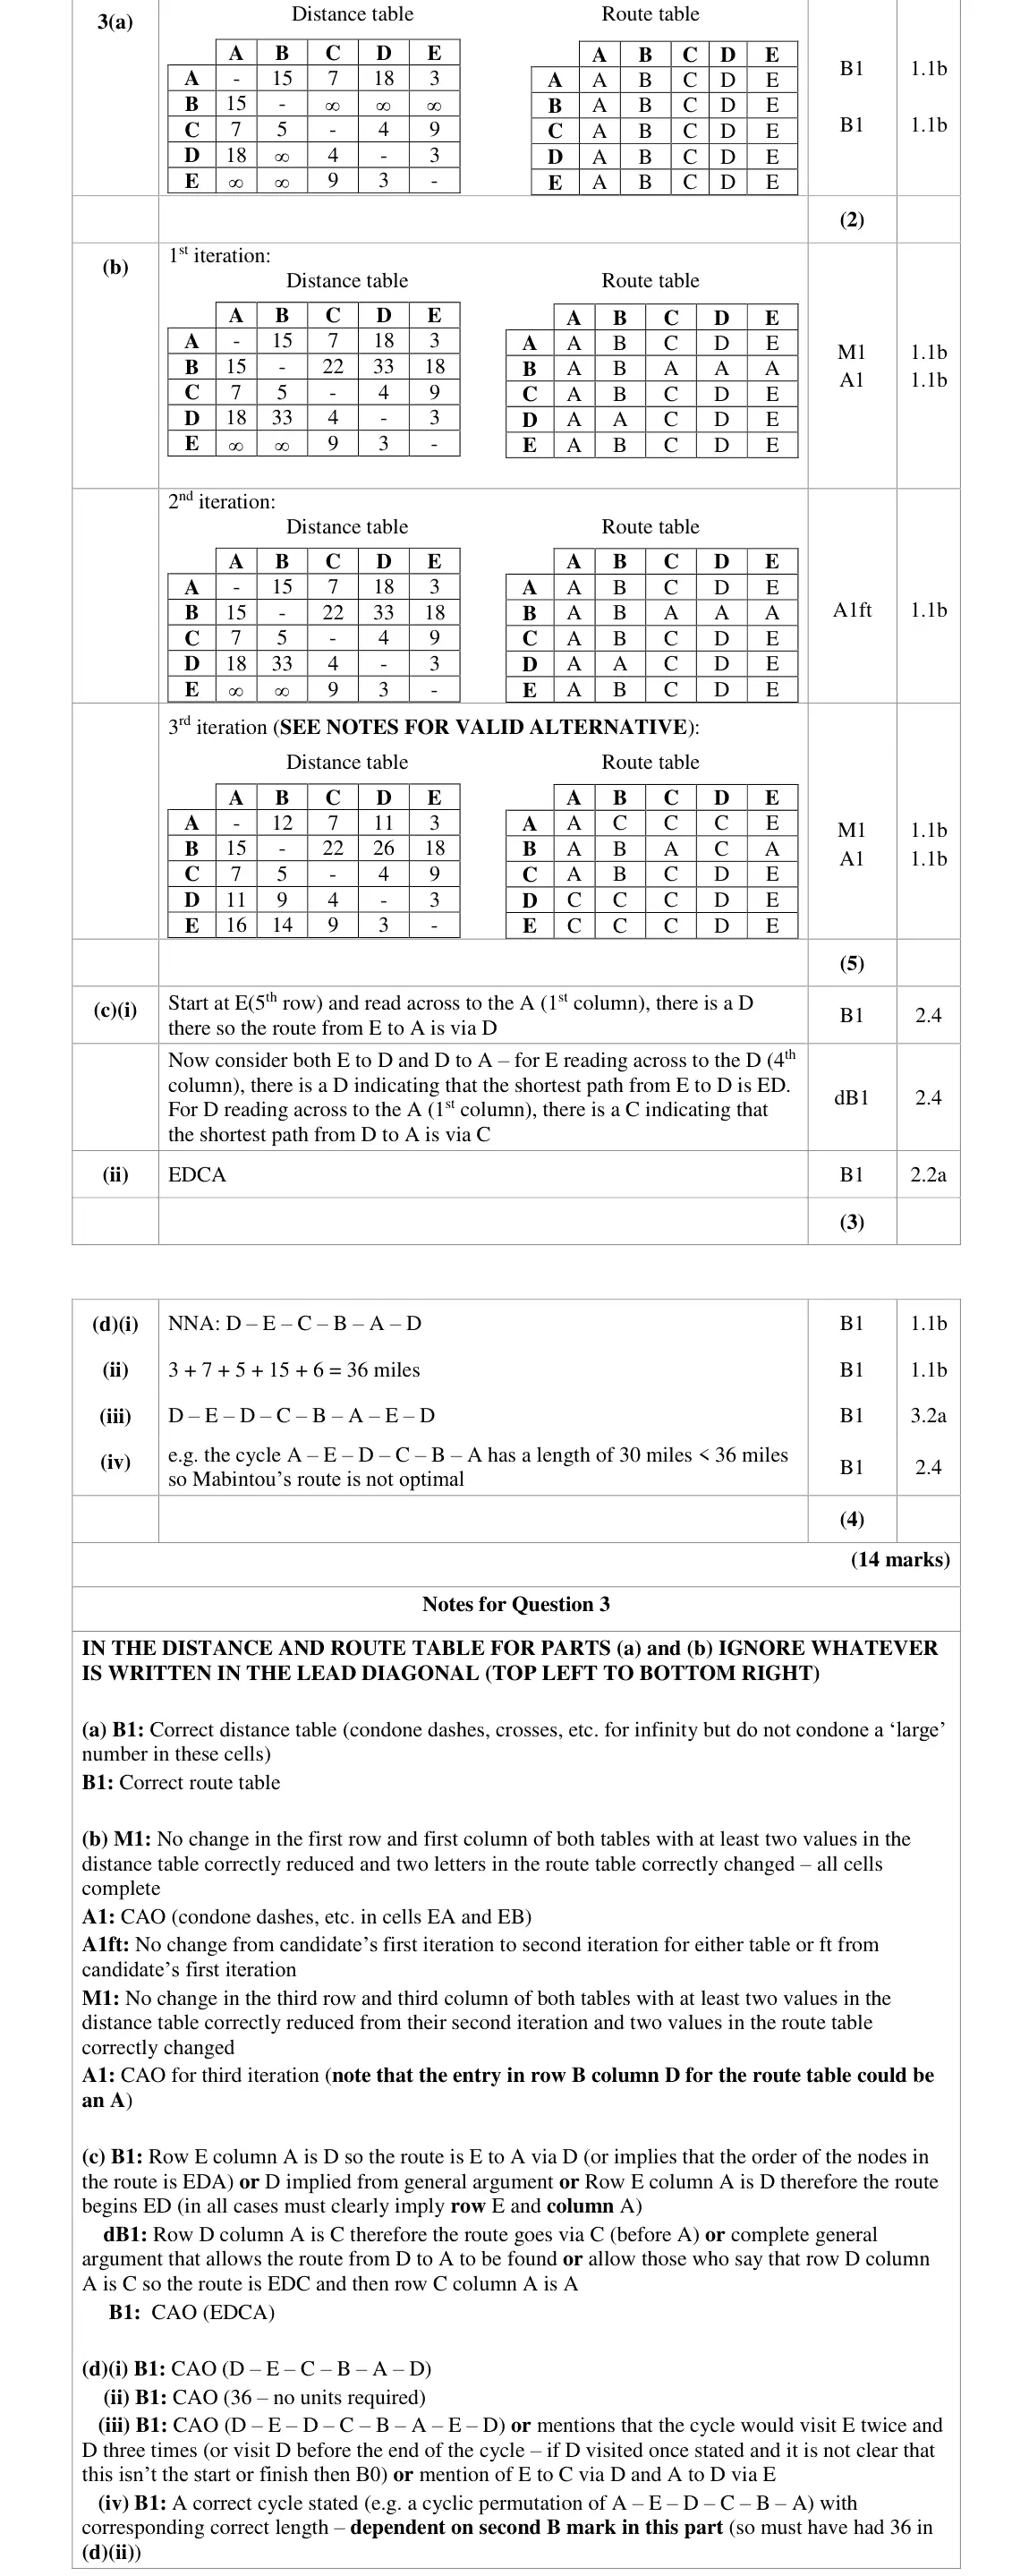 3(a)
Distance table Route table
A B C D E
A - 15 7 18 3
B 15 - ∞ ∞ ∞
C 7 5 - 4 9
D 18 ∞ 4 - 3
E ∞ ∞ 9 3 -
A B C D E
A A B C D E
B A B C D E
C A B C D E
D A B C D E
E A B C D E
B1 1.1b
B1 1.1b
(2)
(b)
1st iteration:
Distance table Route table
A B C D E
A - 15 7 18 3
B 15 - 22 33 18
C 7 5 - 4 9
D 18 33 4 - 3
E ∞ ∞ 9 3 -
A B C D E
A A B C D E
B A B A A A
C A B C D E
D A A C D E
E A B C D E
M1 1.1b
A1 1.1b
2nd iteration:
Distance table Route table
A B C D E
A - 15 7 18 3
B 15 - 22 33 18
C 7 5 - 4 9
D 18 33 4 - 3
E ∞ ∞ 9 3 -
A B C D E
A A B C D E
B A B A A A
C A B C D E
D A A C D E
E A B C D E
A1ft 1.1b
3rd iteration (SEE NOTES FOR VALID ALTERNATIVE):
Distance table Route table
A B C D E
A - 12 7 11 3
B 15 - 22 26 18
C 7 5 - 4 9
D 11 9 4 - 3
E 16 14 9 3 -
A B C D E
A A C C C E
B A B A C A
C A B C D E
D C C C D E
E C C C D E
M1 1.1b
A1 1.1b
(5)
(c)(i)
Start at E(5th row) and read across to the A (1st column), there is a D
there so the route from E to A is via D
B1 2.4
Now consider both E to D and D to A – for E reading across to the D (4th
column), there is a D indicating that the shortest path from E to D is ED.
For D reading across to the A (1st column), there is a C indicating that
the shortest path from D to A is via C
dB1 2.4
(ii) EDCA B1 2.2a
(3)
(d)(i) NNA: D – E – C – B – A – D B1 1.1b
(ii) 3 + 7 + 5 + 15 + 6 = 36 miles B1 1.1b
(iii) D – E – D – C – B – A – E – D B1 3.2a
(iv) e.g. the cycle A – E – D – C – B – A has a length of 30 miles < 36 miles
so Mabintou's route is not optimal
B1 2.4
(4)
(14 marks)
Notes for Question 3
IN THE DISTANCE AND ROUTE TABLE FOR PARTS (a) and (b) IGNORE WHATEVER
IS WRITTEN IN THE LEAD DIAGONAL (TOP LEFT TO BOTTOM RIGHT)
(a) B1: Correct distance table (condone dashes, crosses, etc. for infinity but do not condone a 'large'
number in these cells)
B1: Correct route table
(b) M1: No change in the first row and first column of both tables with at least two values in the
distance table correctly reduced and two letters in the route table correctly changed – all cells
complete
A1: CAO (condone dashes, etc. in cells EA and EB)
A1ft: No change from candidate's first iteration to second iteration for either table or ft from
candidate's first iteration
M1: No change in the third row and third column of both tables with at least two values in the
distance table correctly reduced from their second iteration and two values in the route table
correctly changed
A1: CAO for third iteration (note that the entry in row B column D for the route table could be
an A)
(c) B1: Row E column A is D so the route is E to A via D (or implies that the order of the nodes in
the route is EDA) or D implied from general argument or Row E column A is D therefore the route
begins ED (in all cases must clearly imply row E and column A)
dB1: Row D column A is C therefore the route goes via C (before A) or complete general
argument that allows the route from D to A to be found or allow those who say that row D column
A is C so the route is EDC and then row C column A is A
B1: CAO (EDCA)
(d)(i) B1: CAO (D – E – C – B – A – D)
(ii) B1: CAO (36 – no units required)
(iii) B1: CAO (D – E – D – C – B – A – E – D) or mentions that the cycle would visit E twice and
D three times (or visit D before the end of the cycle – if D visited once stated and it is not clear that
this isn't the start or finish then B0) or mention of E to C via D and A to D via E
(iv) B1: A correct cycle stated (e.g. a cyclic permutation of A – E – D – C – B – A) with
corresponding correct length – dependent on second B mark in this part (so must have had 36 in
(d)(ii))